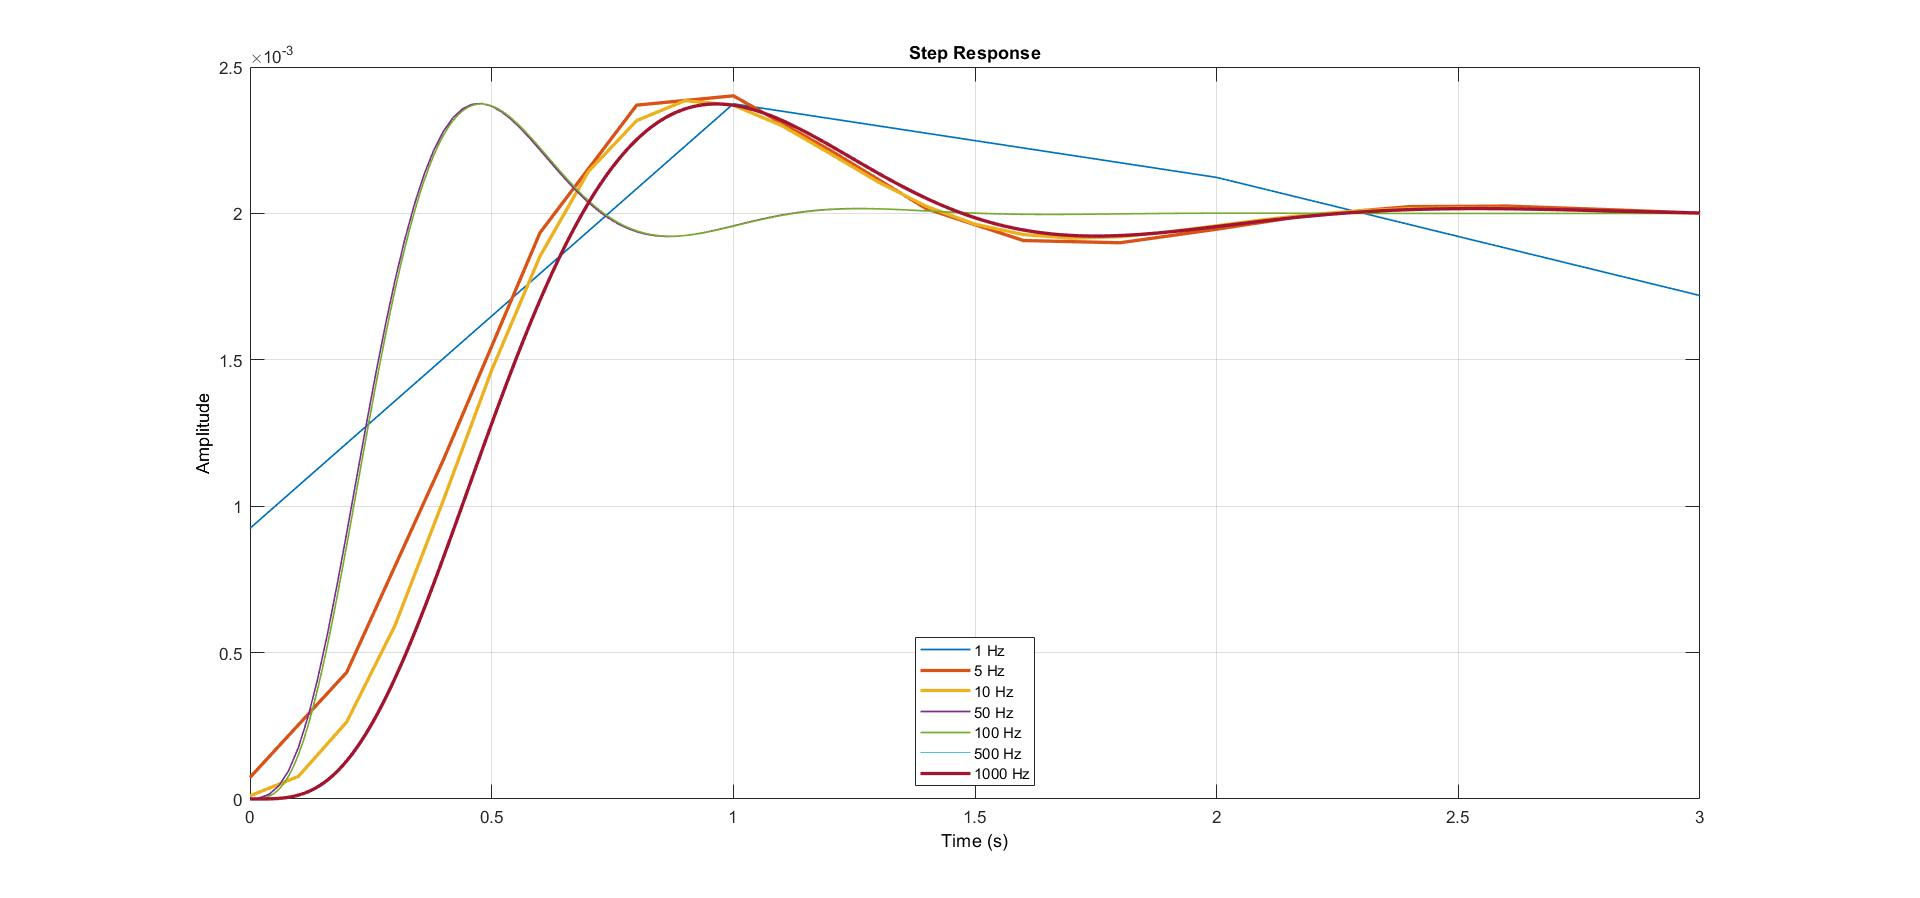 Step Response
×10-3
2.5
2
1.5
1
0.5
0
Amplitude
0 0.5 1 1.5 2 2.5 3
Time (s)
1 Hz
5 Hz
10 Hz
50 Hz
100 Hz
500 Hz
1000 Hz